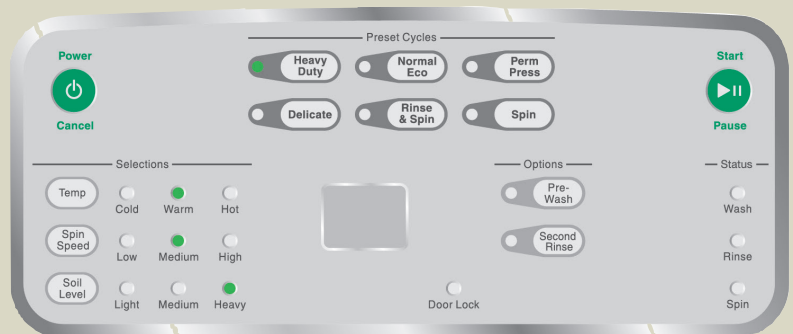 Preset Cycles
Power
Cancel
Heavy
Duty
Normal
Eco
Perm
Press
Delicate
Rinse
& Spin
Spin
Start
Pause
Selections
Temp
Cold
Warm
Hot
Spin
Speed
Low
Medium
High
Soil
Level
Light
Medium
Heavy
Door Lock
Options
Pre-
Wash
Second
Rinse
Status
Wash
Rinse
Spin